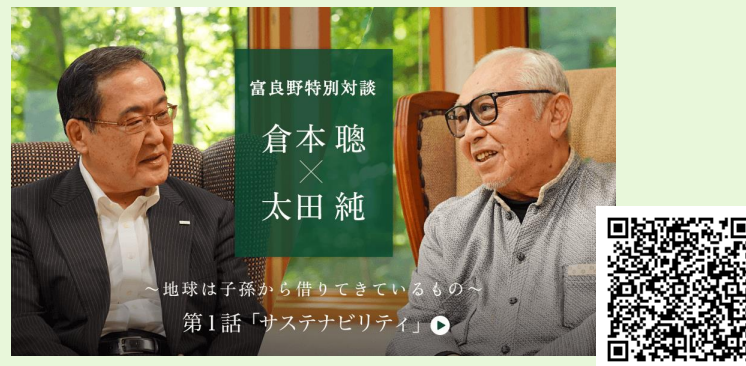 富良野特別対談
倉本 聰
×
太田 純
～地球は子孫から借りてきているもの～
第1話「サステナビリティ」